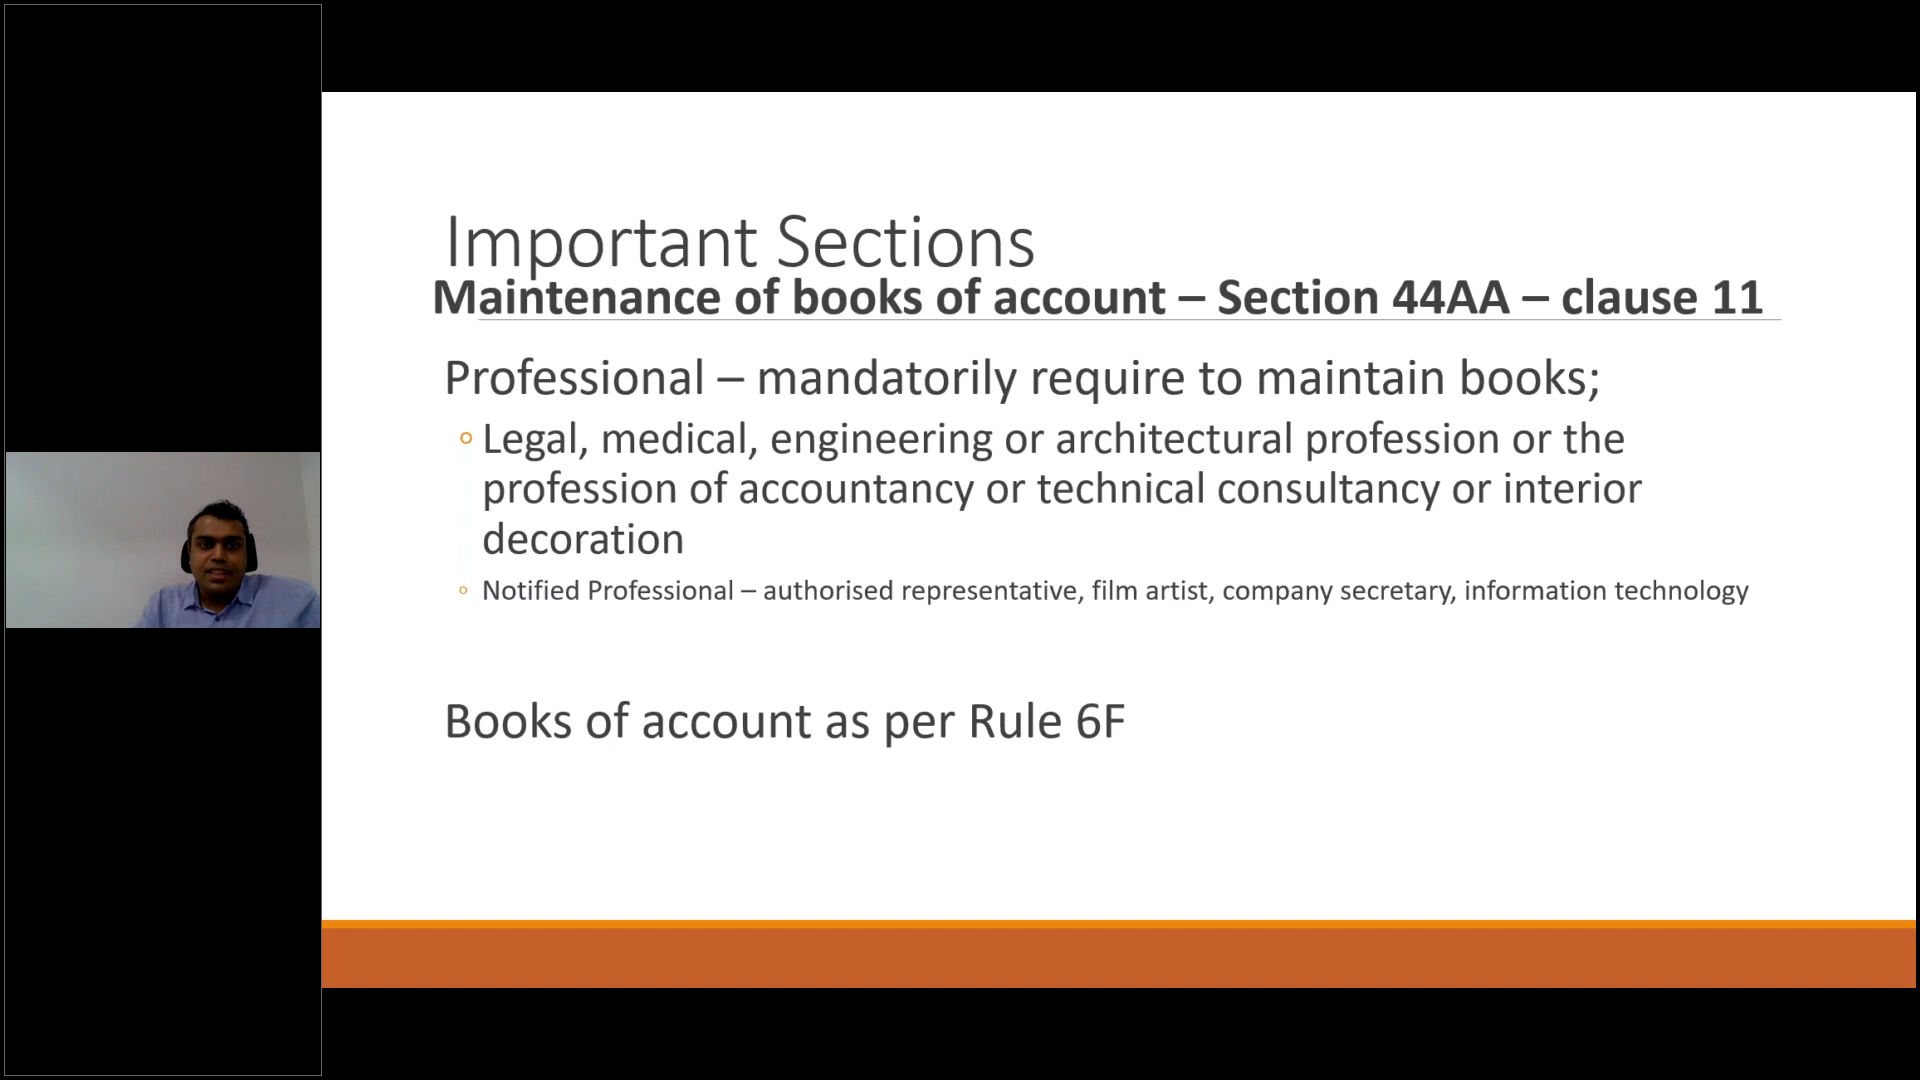 Important Sections
Maintenance of books of account – Section 44AA – clause 11
Professional – mandatorily require to maintain books;
Legal, medical, engineering or architectural profession or the
profession of accountancy or technical consultancy or interior
decoration
Notified Professional – authorised representative, film artist, company secretary, information technology
Books of account as per Rule 6F